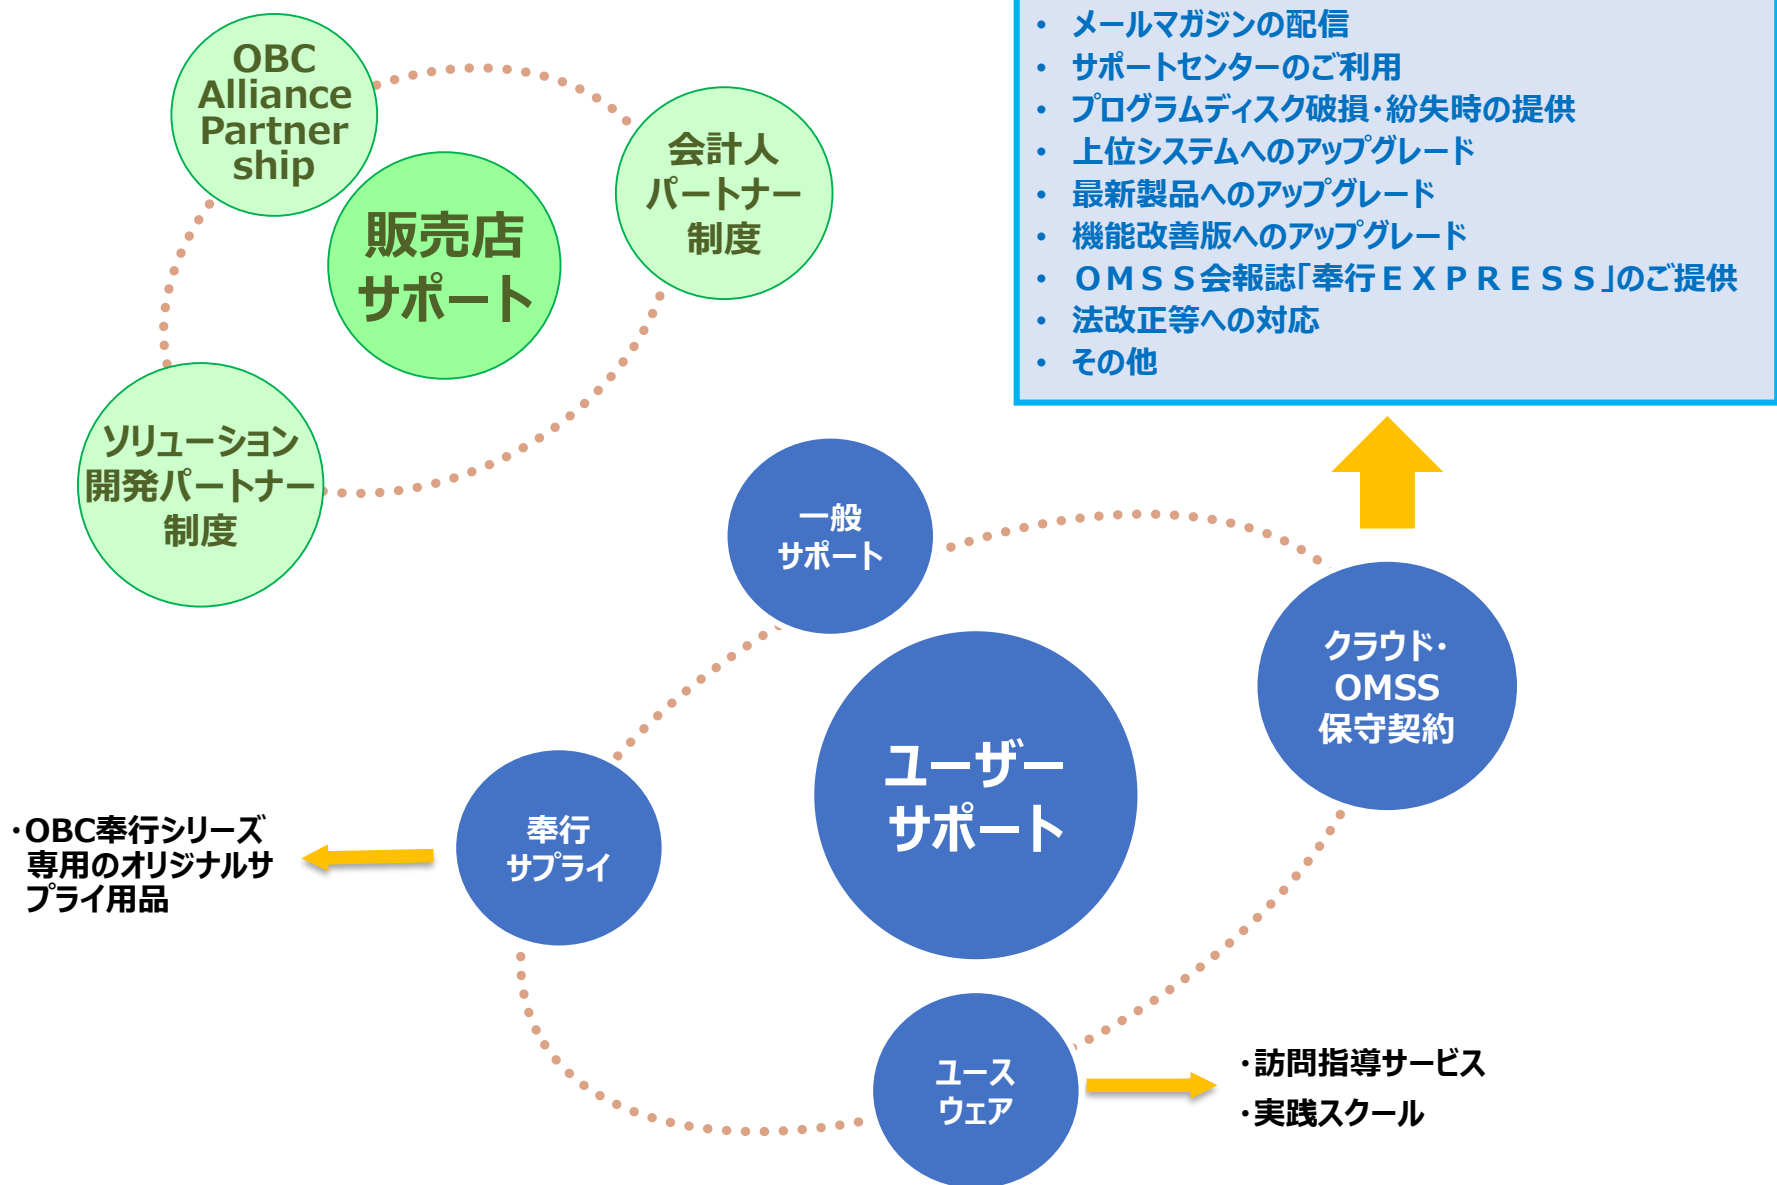 OBC
Alliance
Partner
ship
会計人
パートナー
制度
販売店
サポート
ソリューション
開発パートナー
制度
・ メールマガジンの配信
・ サポートセンターのご利用
・ プログラムディスク破損・紛失時の提供
・ 上位システムへのアップグレード
・ 最新製品へのアップグレード
・ 機能改善版へのアップグレード
・ ＯＭＳＳ会報誌｢奉行ＥＸＰＲＥＳＳ｣のご提供
・ 法改正等への対応
・ その他
一般
サポート
クラウド・
OMSS
保守契約
ユーザー
サポート
奉行
サプライ
・OBC奉行シリーズ
専用のオリジナルサ
プライ用品
ユース
ウェア
・訪問指導サービス
・実践スクール